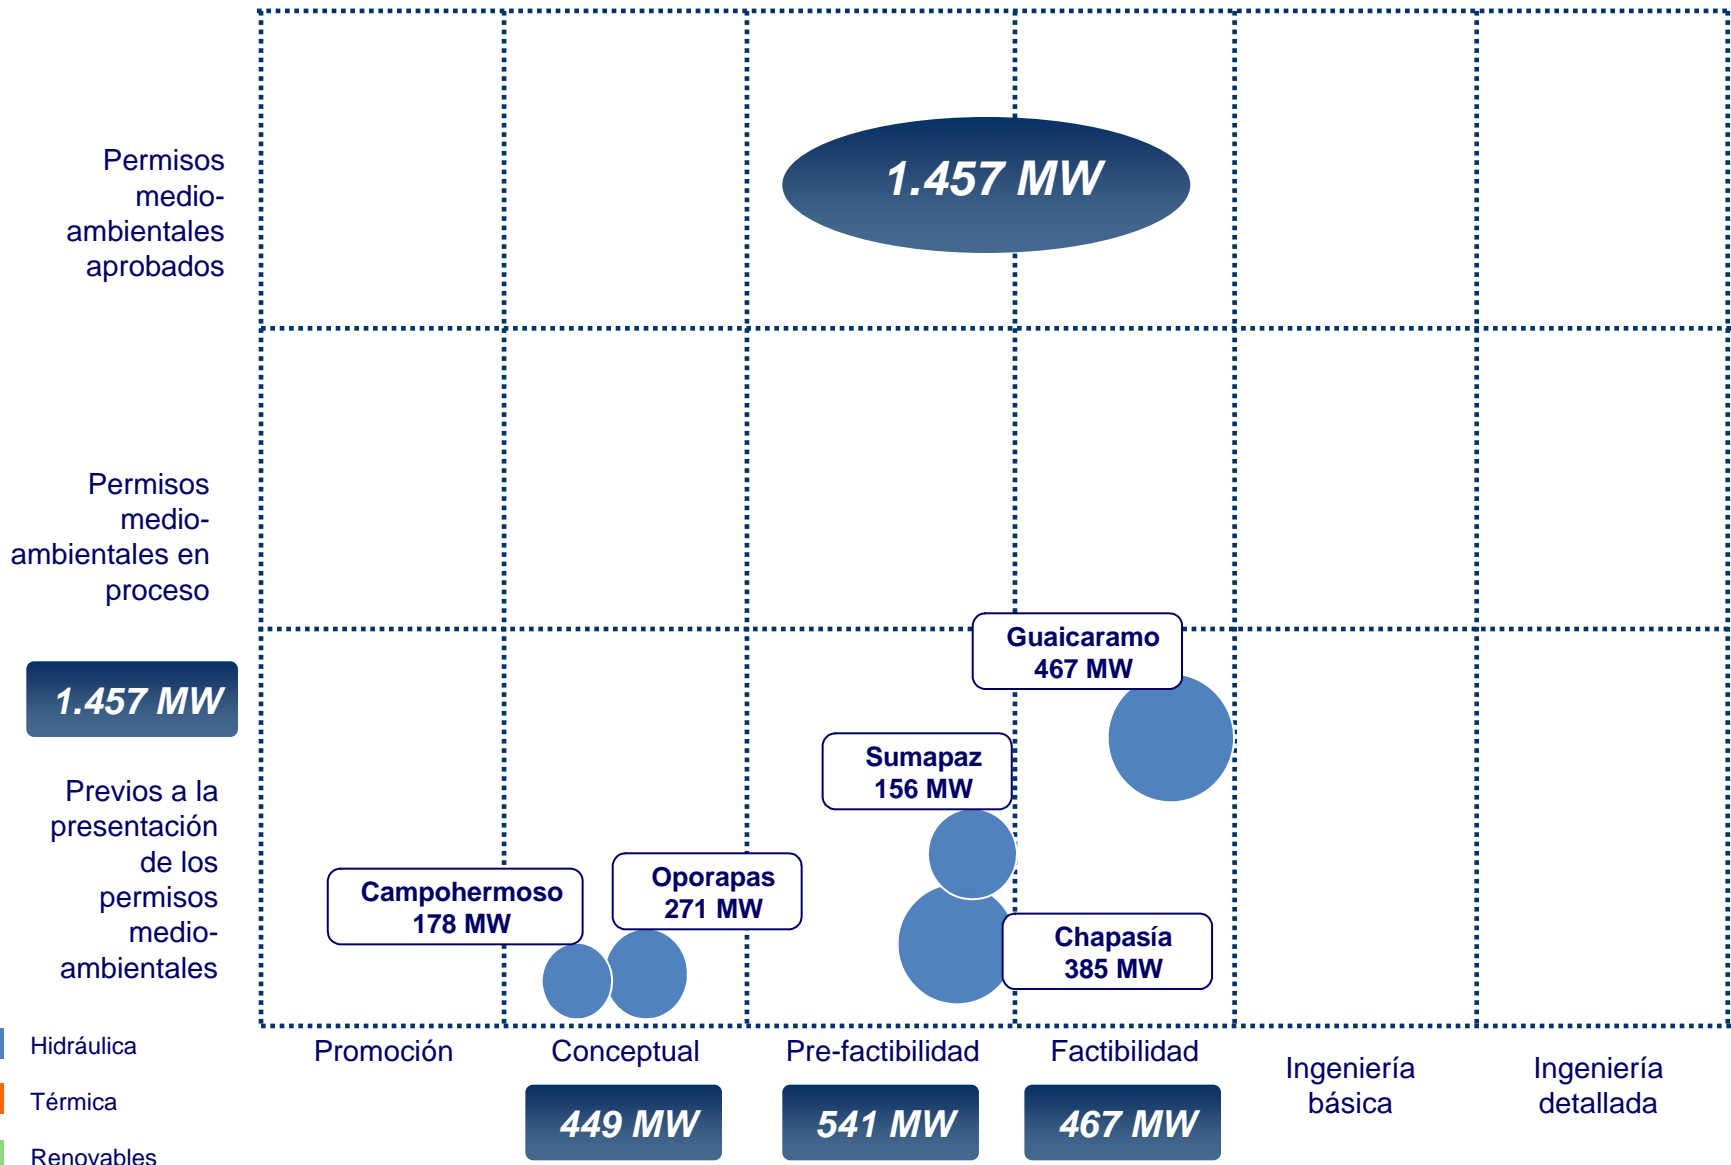 Permisos
medio-
ambientales
aprobados
1.457 MW
Permisos
medio-
ambientales en
proceso
1.457 MW
Previos a la
presentación
de los
permisos
medio-
ambientales
Guaicaramo
467 MW
Sumapaz
156 MW
Campohermoso
178 MW
Oporapas
271 MW
Chapasía
385 MW
Hidráulica
Térmica
Renovables
Promoción
Conceptual
Pre-factibilidad
Factibilidad
Ingeniería
básica
Ingeniería
detallada
449 MW
541 MW
467 MW